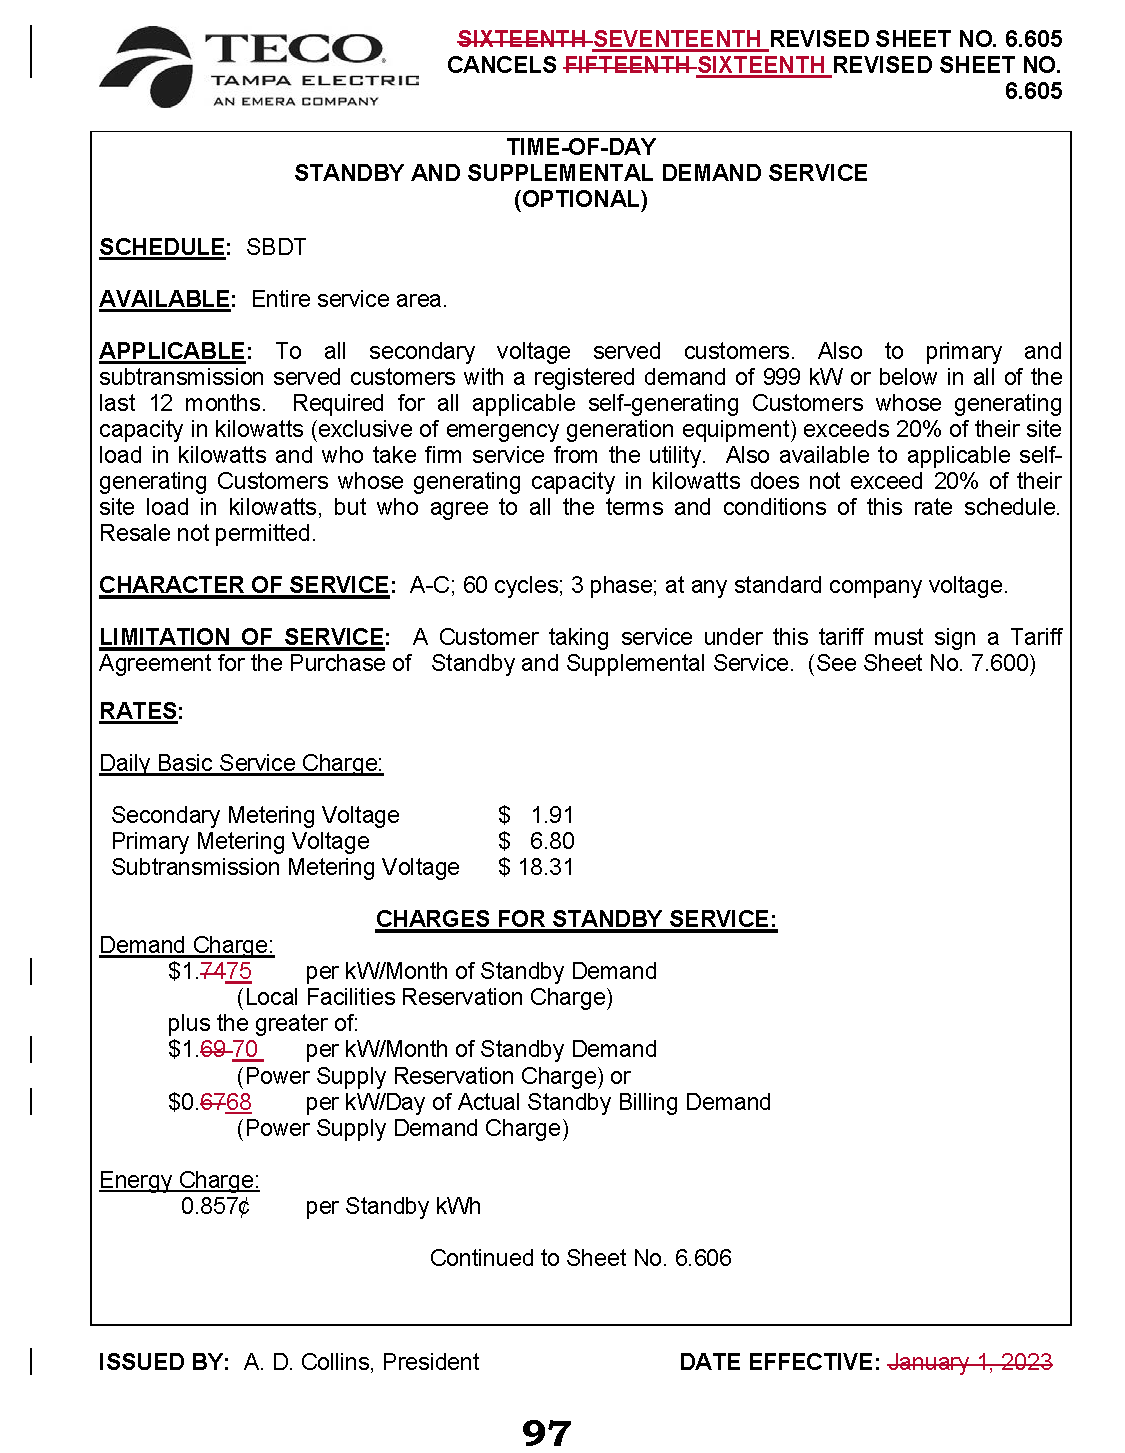 TECO.
TAMPA ELECTRIC
AN EMERA COMPANY
SIXTEENTH SEVENTEENTH REVISED SHEET NO. 6.605
CANCELS FIFTEENTH SIXTEENTH REVISED SHEET NO.
6.605
TIME-OF-DAY
STANDBY AND SUPPLEMENTAL DEMAND SERVICE
(OPTIONAL)
SCHEDULE: SBDT
AVAILABLE: Entire service area.
APPLICABLE: To all secondary voltage served customers. Also to primary and
subtransmission served customers with a registered demand of 999 kW or below in all of the
last 12 months. Required for all applicable self-generating Customers whose generating
capacity in kilowatts (exclusive of emergency generation equipment) exceeds 20% of their site
load in kilowatts and who take firm service from the utility. Also available to applicable self-
generating Customers whose generating capacity in kilowatts does not exceed 20% of their
site load in kilowatts, but who agree to all the terms and conditions of this rate schedule.
Resale not permitted.
CHARACTER OF SERVICE: A-C; 60 cycles; 3 phase; at any standard company voltage.
LIMITATION OF SERVICE: A Customer taking service under this tariff must sign a Tariff
Agreement for the Purchase of Standby and Supplemental Service. (See Sheet No. 7.600)
RATES:
Daily Basic Service Charge:
Secondary Metering Voltage $ 1.91
Primary Metering Voltage $ 6.80
Subtransmission Metering Voltage $ 18.31
CHARGES FOR STANDBY SERVICE:
Demand Charge:
$1.7475 per kW/Month of Standby Demand
(Local Facilities Reservation Charge)
plus the greater of:
$1.69 70 per kW/Month of Standby Demand
(Power Supply Reservation Charge) or
$0.6768 per kW/Day of Actual Standby Billing Demand
(Power Supply Demand Charge)
Energy Charge:
0.857¢ per Standby kWh
Continued to Sheet No. 6.606
ISSUED BY: A. D. Collins, President DATE EFFECTIVE: January 1, 2023
97